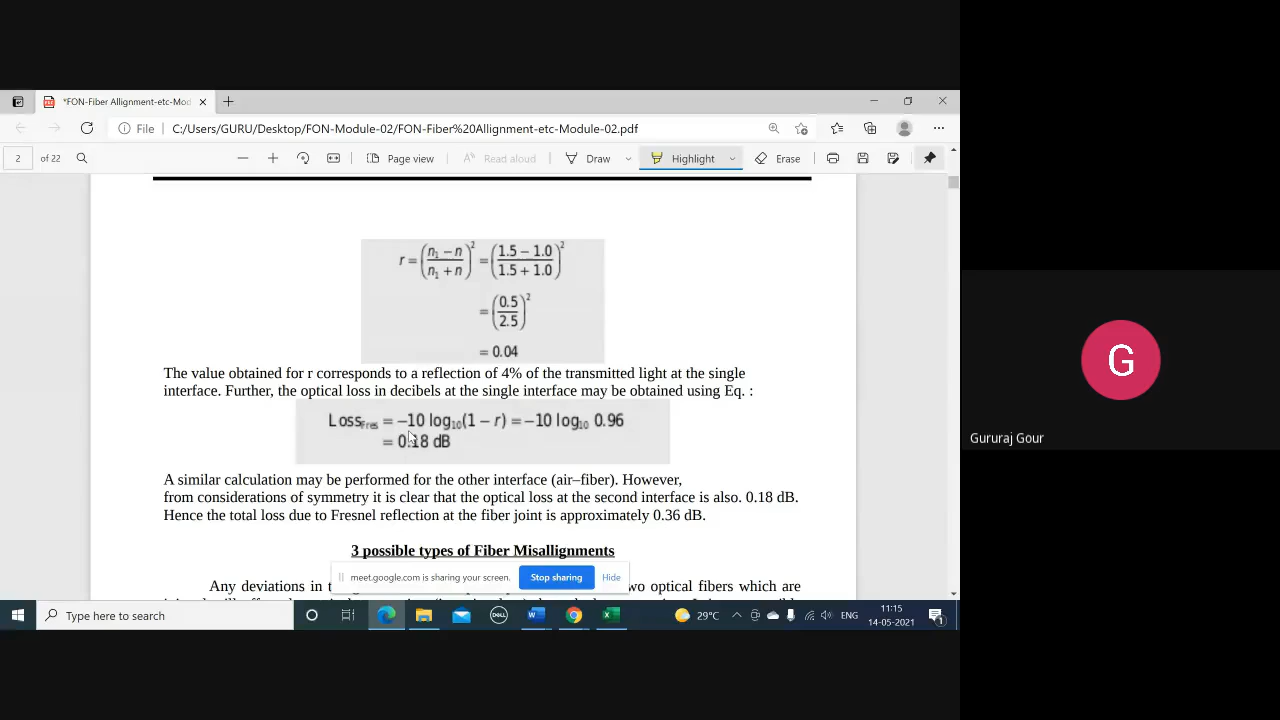 *FON-Fiber Allignment-etc-Mod
File C:/Users/GURU/Desktop/FON-Module-02/FON-Fiber%20Allignment-etc-Module-02.pdf
2 of 22 Page view Read aloud Draw Highlight Erase
r = (n₁ − n / n₁ + n)² = (1.5 − 1.0 / 1.5 + 1.0)²
= (0.5 / 2.5)²
= 0.04
The value obtained for r corresponds to a reflection of 4% of the transmitted light at the single
interface. Further, the optical loss in decibels at the single interface may be obtained using Eq. :
Loss_Fres = −10 log₁₀(1 − r) = −10 log₁₀ 0.96
= 0.18 dB
A similar calculation may be performed for the other interface (air–fiber). However,
from considerations of symmetry it is clear that the optical loss at the second interface is also. 0.18 dB.
Hence the total loss due to Fresnel reflection at the fiber joint is approximately 0.36 dB.
3 possible types of Fiber Misallignments
meet.google.com is sharing your screen. Stop sharing Hide
Any deviations in t
wo optical fibers which are
Type here to search
DELL
29°C ENG
11:15
14-05-2021
G
Gururaj Gour